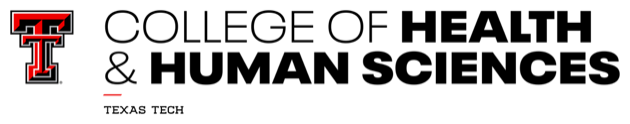 COLLEGE OF HEALTH
& HUMAN SCIENCES
TEXAS TECH